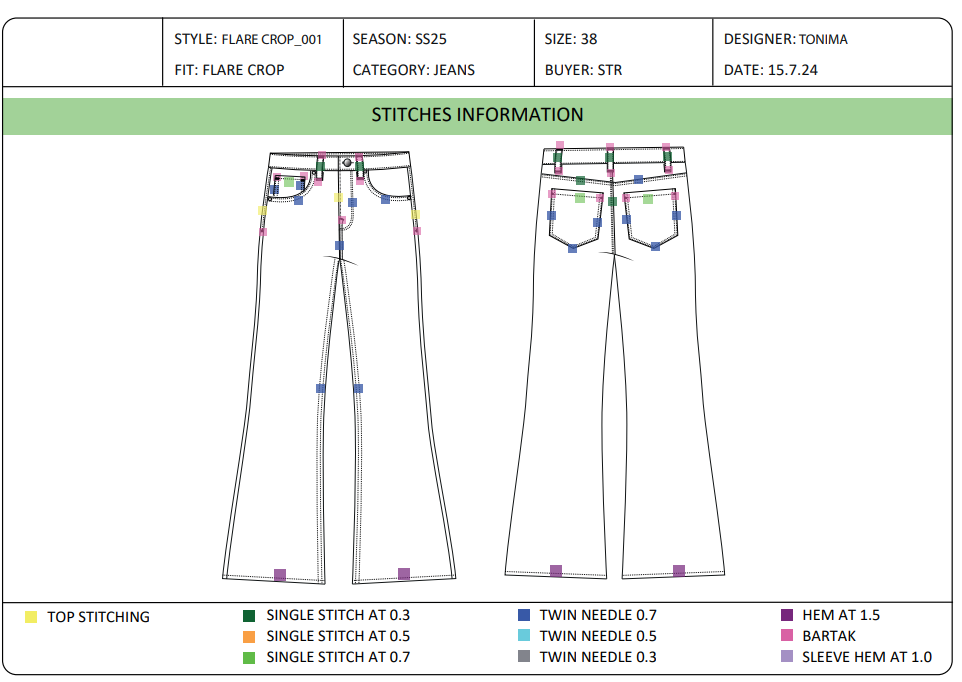 STYLE: FLARE CROP_001
SEASON: SS25
SIZE: 38
DESIGNER: TONIMA
FIT: FLARE CROP
CATEGORY: JEANS
BUYER: STR
DATE: 15.7.24
STITCHES INFORMATION
TOP STITCHING
SINGLE STITCH AT 0.3
SINGLE STITCH AT 0.5
SINGLE STITCH AT 0.7
TWIN NEEDLE 0.7
TWIN NEEDLE 0.5
TWIN NEEDLE 0.3
HEM AT 1.5
BARTAK
SLEEVE HEM AT 1.0